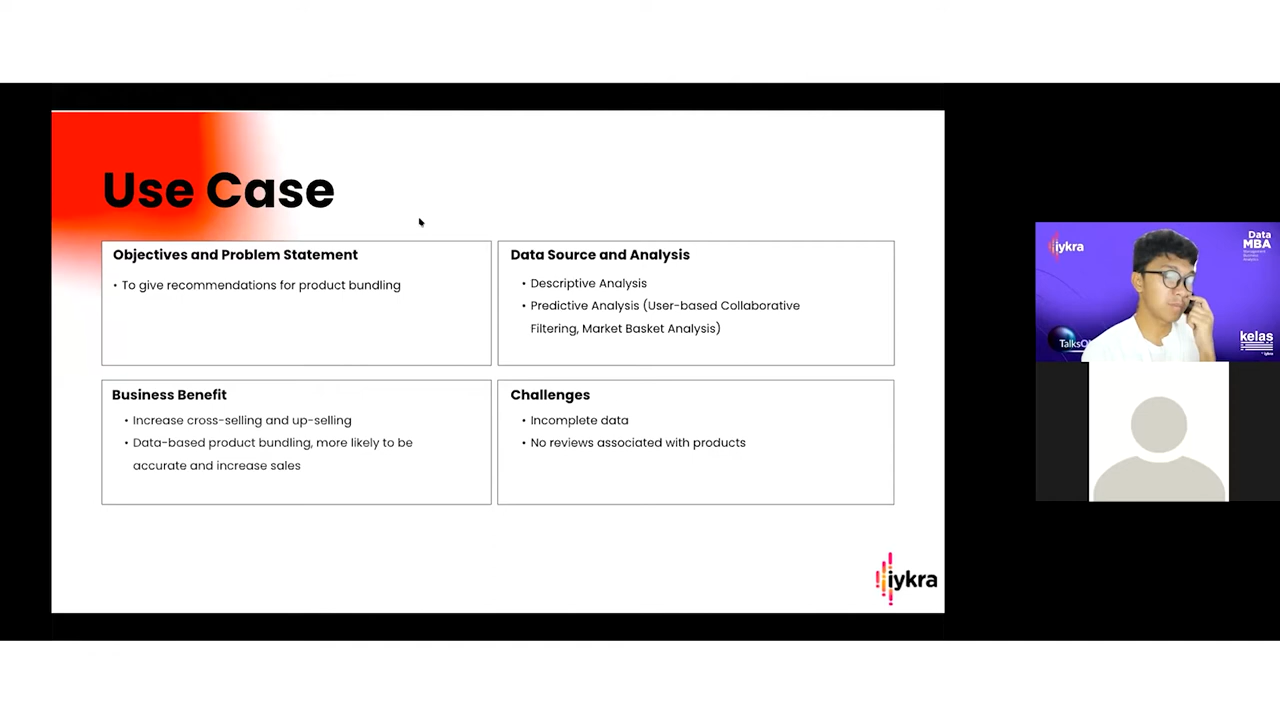 Use Case
Objectives and Problem Statement
• To give recommendations for product bundling
Data Source and Analysis
• Descriptive Analysis
• Predictive Analysis (User-based Collaborative
Filtering, Market Basket Analysis)
Business Benefit
• Increase cross-selling and up-selling
• Data-based product bundling, more likely to be
accurate and increase sales
Challenges
• Incomplete data
• No reviews associated with products
iykra
iykra
Data
MBA
TalksO
kelas